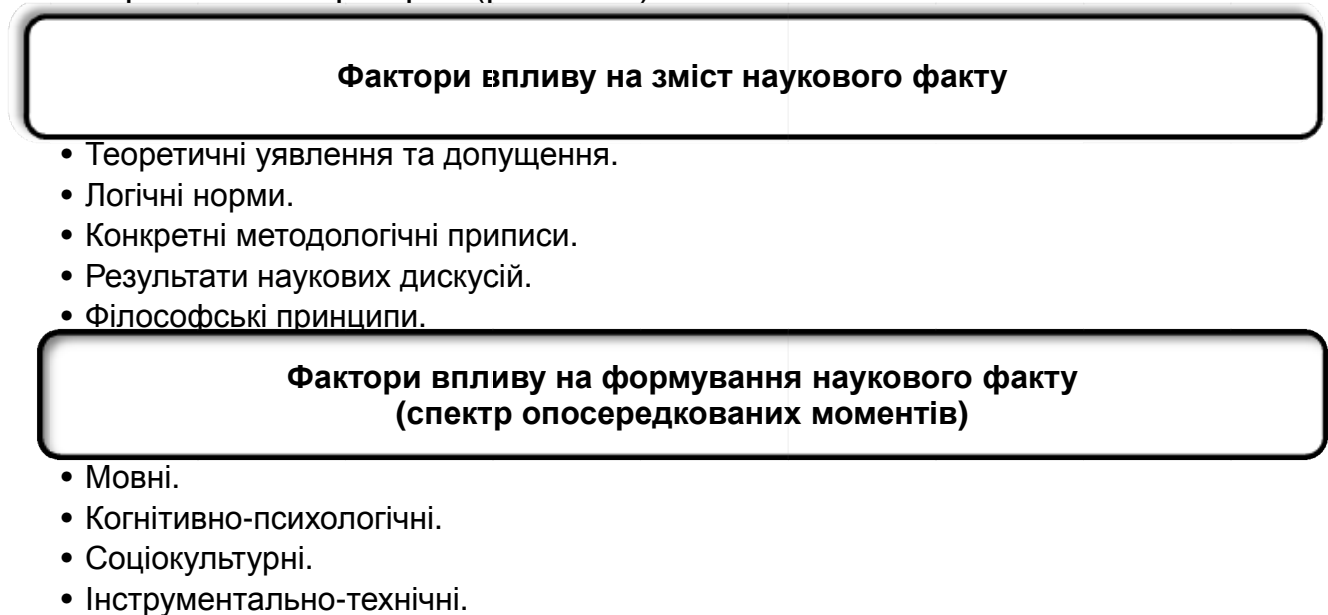 Фактори впливу на зміст наукового факту
• Теоретичні уявлення та допущення.
• Логічні норми.
• Конкретні методологічні приписи.
• Результати наукових дискусій.
• Філософські принципи.
Фактори впливу на формування наукового факту
(спектр опосередкованих моментів)
• Мовні.
• Когнітивно-психологічні.
• Соціокультурні.
• Інструментально-технічні.